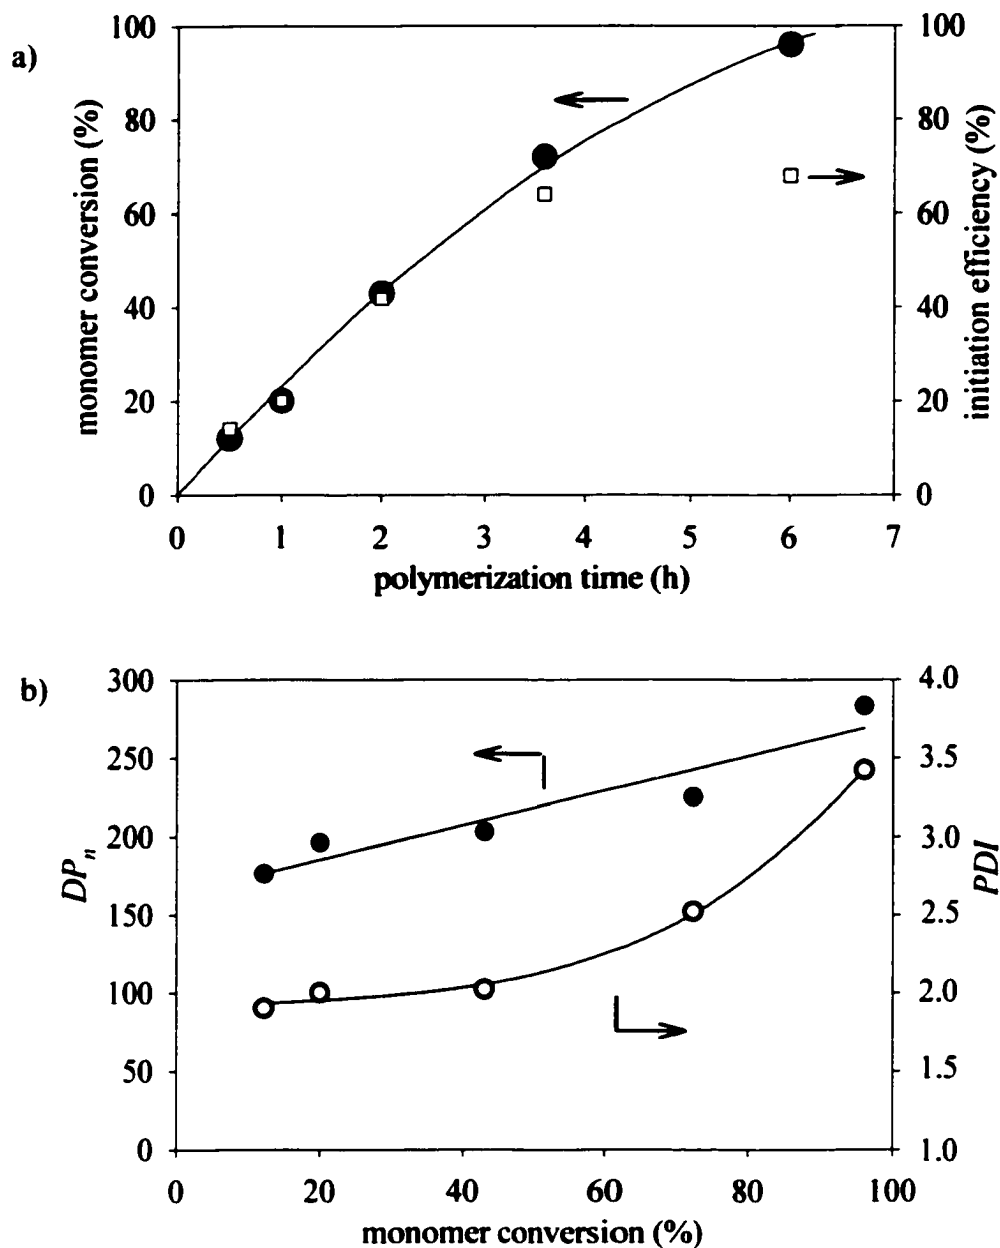 a)
monomer conversion (%)
100
80
60
40
20
0
100
80
60
40
20
0
initiation efficiency (%)
0 1 2 3 4 5 6 7
polymerization time (h)
b)
DPn
300
250
200
150
100
50
0
4.0
3.5
3.0
2.5
2.0
1.5
1.0
PDI
0 20 40 60 80 100
monomer conversion (%)